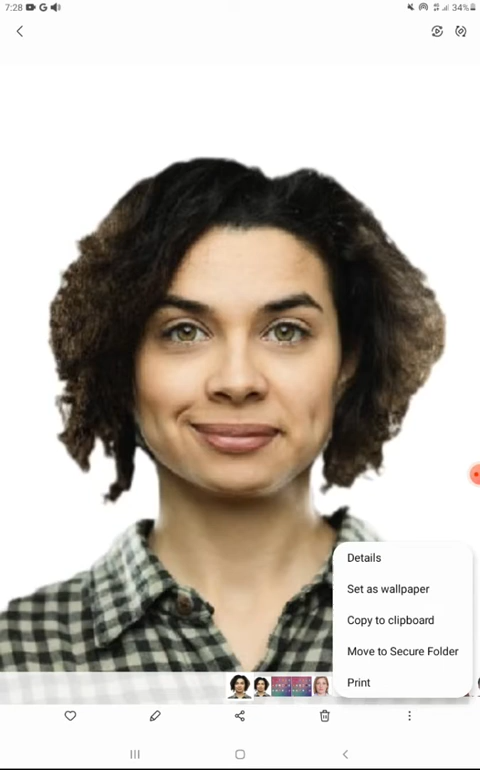 7:28
34%
Details
Set as wallpaper
Copy to clipboard
Move to Secure Folder
Print